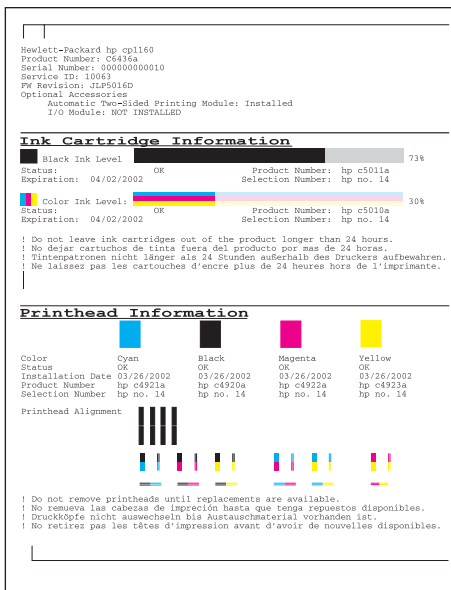 Hewlett-Packard hp cp1160
Product Number: C6436a
Serial Number: 000000000010
Service ID: 10063
FW Revision: JLP5016D
Optional Accessories
Automatic Two-Sided Printing Module: Installed
I/O Module: NOT INSTALLED
Ink Cartridge Information
Black Ink Level 73%
Status: OK Product Number: hp c5011a
Expiration: 04/02/2002 Selection Number: hp no. 14
Color Ink Level: 30%
Status: OK Product Number: hp c5010a
Expiration: 04/02/2002 Selection Number: hp no. 14
! Do not leave ink cartridges out of the product longer than 24 hours.
! No dejar cartuchos de tinta fuera del producto por mas de 24 horas.
! Tintenpatronen nicht länger als 24 Stunden außerhalb des Druckers aufbewahren.
! Ne laissez pas les cartouches d'encre plus de 24 heures hors de l'imprimante.
Printhead Information
Color Cyan Black Magenta Yellow
Status OK OK OK OK
Installation Date 03/26/2002 03/26/2002 03/26/2002 03/26/2002
Product Number hp c4921a hp c4920a hp c4922a hp c4923a
Selection Number hp no. 14 hp no. 14 hp no. 14 hp no. 14
Printhead Alignment
! Do not remove printheads until replacements are available.
! No remueva las cabezas de impreción hasta que tenga repuestos disponibles.
! Druckköpfe nicht auswechseln bis Austauschmaterial vorhanden ist.
! No retirez pas les têtes d'impression avant d'avoir de nouvelles disponibles.